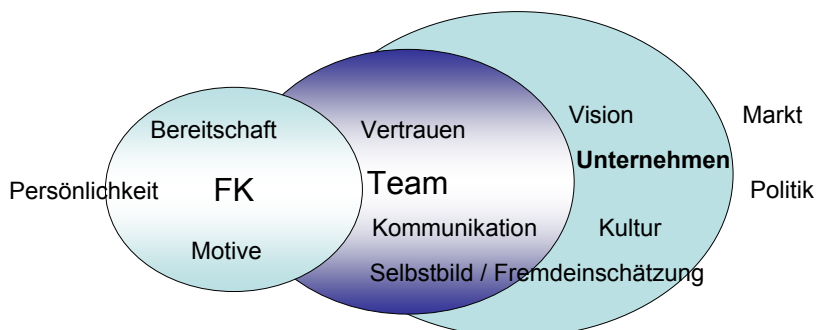 Vision
Markt
Bereitschaft
Vertrauen
Unternehmen
Persönlichkeit
FK
Team
Politik
Kommunikation
Kultur
Motive
Selbstbild / Fremdeinschätzung